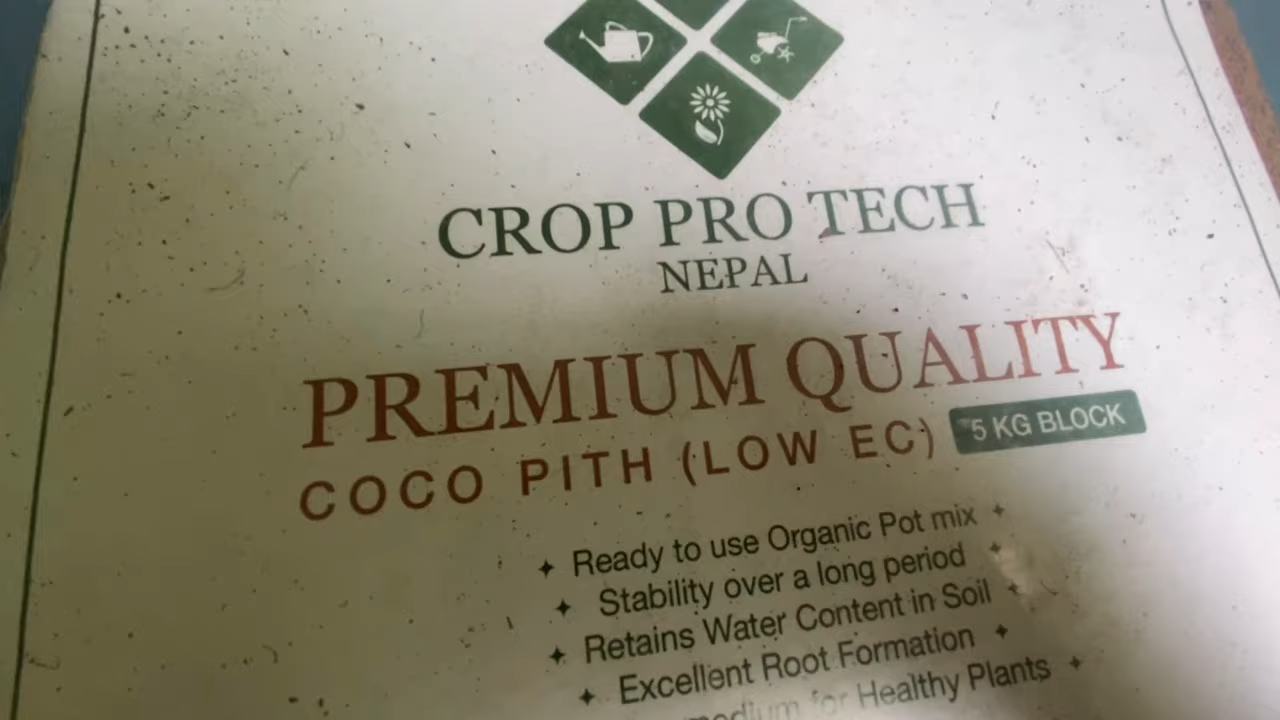 CROP PRO TECH
NEPAL
PREMIUM QUALITY
COCO PITH (LOW EC) 5 KG BLOCK
✦ Ready to use Organic Pot mix ✦
✦ Stability over a long period ✦
✦ Retains Water Content in Soil ✦
✦ Excellent Root Formation ✦
medium for Healthy Plants ✦